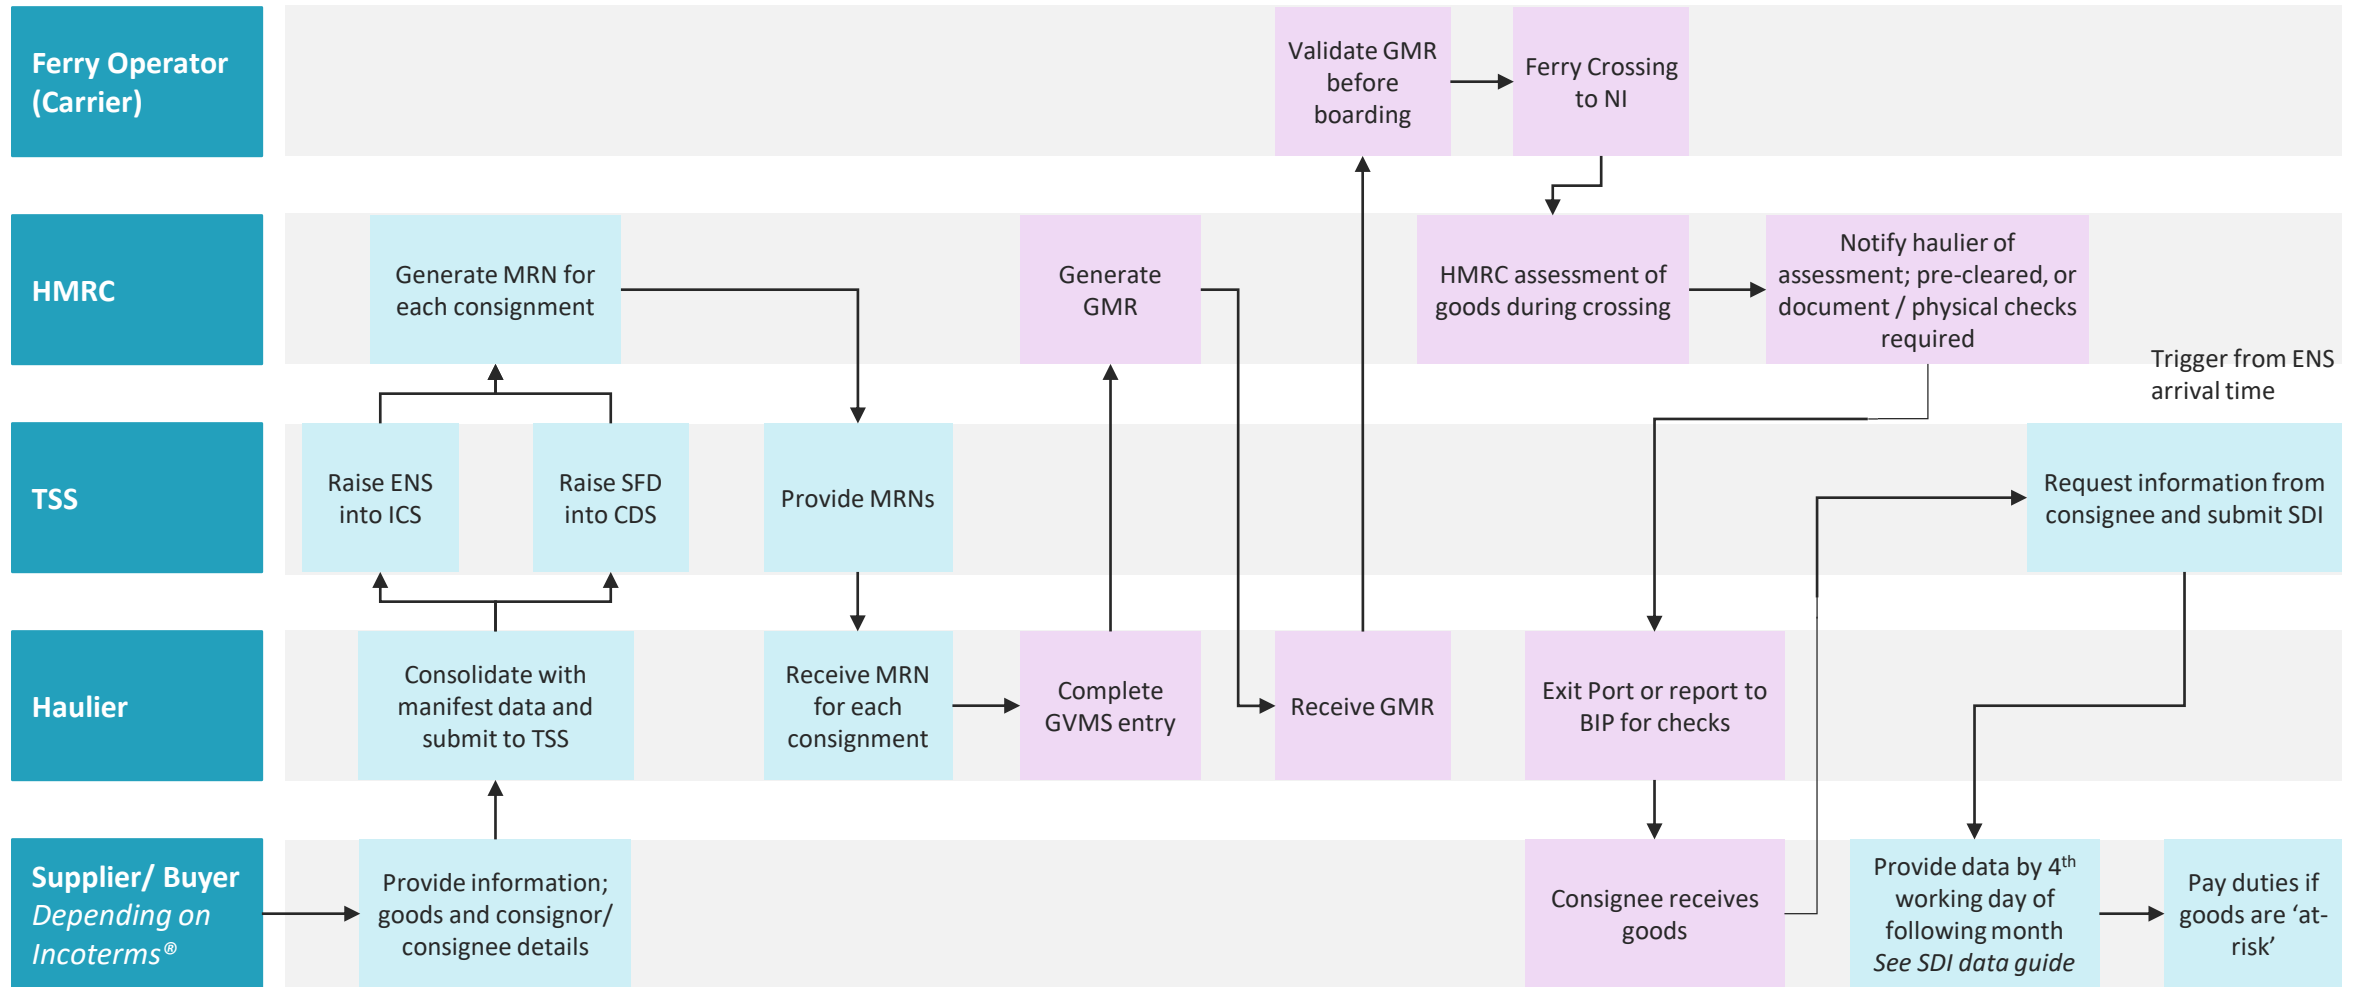 Ferry Operator
(Carrier)
Validate GMR
before
boarding
Ferry Crossing
to NI
HMRC
Generate MRN for
each consignment
Generate
GMR
HMRC assessment of
goods during crossing
Notify haulier of
assessment; pre-cleared, or
document / physical checks
required
Trigger from ENS
arrival time
TSS
Raise ENS
into ICS
Raise SFD
into CDS
Provide MRNs
Request information from
consignee and submit SDI
Haulier
Consolidate with
manifest data and
submit to TSS
Receive MRN
for each
consignment
Complete
GVMS entry
Receive GMR
Exit Port or report to
BIP for checks
Supplier/ Buyer
Depending on
Incoterms®
Provide information;
goods and consignor/
consignee details
Consignee receives
goods
Provide data by 4th
working day of
following month
See SDI data guide
Pay duties if
goods are ‘at-
risk’